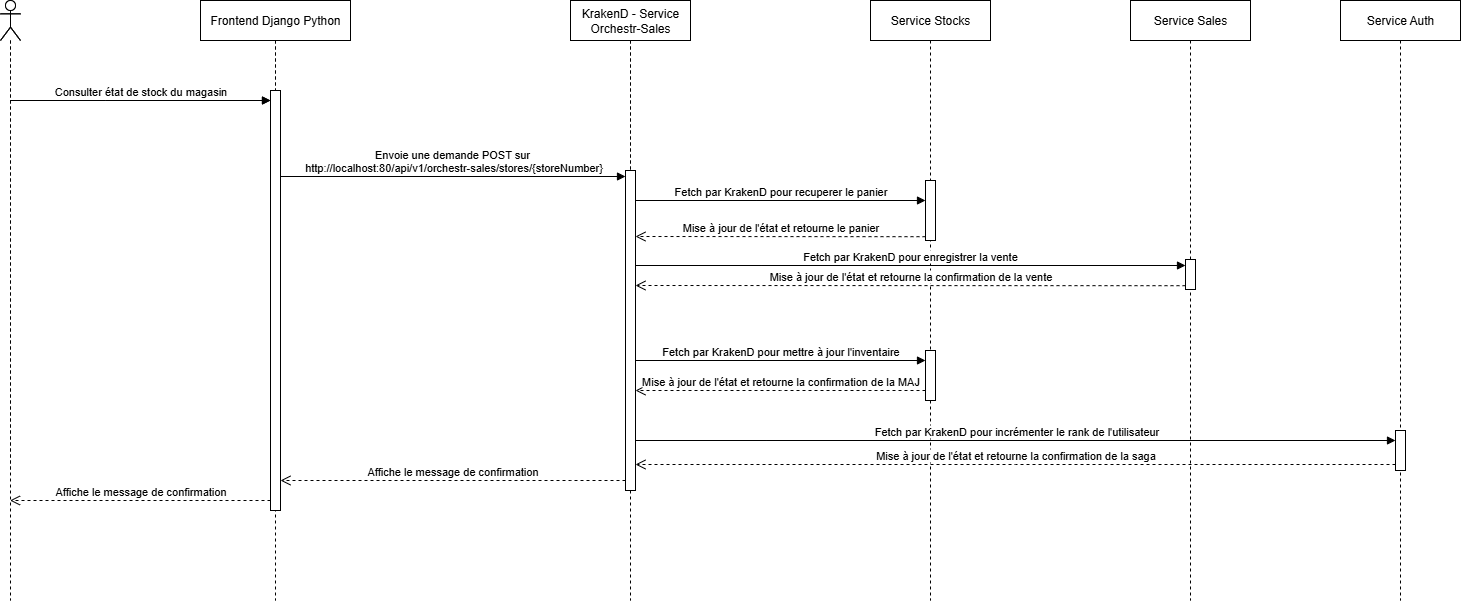 Frontend Django Python
KrakenD - Service
Orchestr-Sales
Service Stocks
Service Sales
Service Auth
Consulter état de stock du magasin
Envoie une demande POST sur
http://localhost:80/api/v1/orchestr-sales/stores/{storeNumber}
Fetch par KrakenD pour recuperer le panier
Mise à jour de l'état et retourne le panier
Fetch par KrakenD pour enregistrer la vente
Mise à jour de l'état et retourne la confirmation de la vente
Fetch par KrakenD pour mettre à jour l'inventaire
Mise à jour de l'état et retourne la confirmation de la MAJ
Fetch par KrakenD pour incrémenter le rank de l'utilisateur
Mise à jour de l'état et retourne la confirmation de la saga
Affiche le message de confirmation
Affiche le message de confirmation